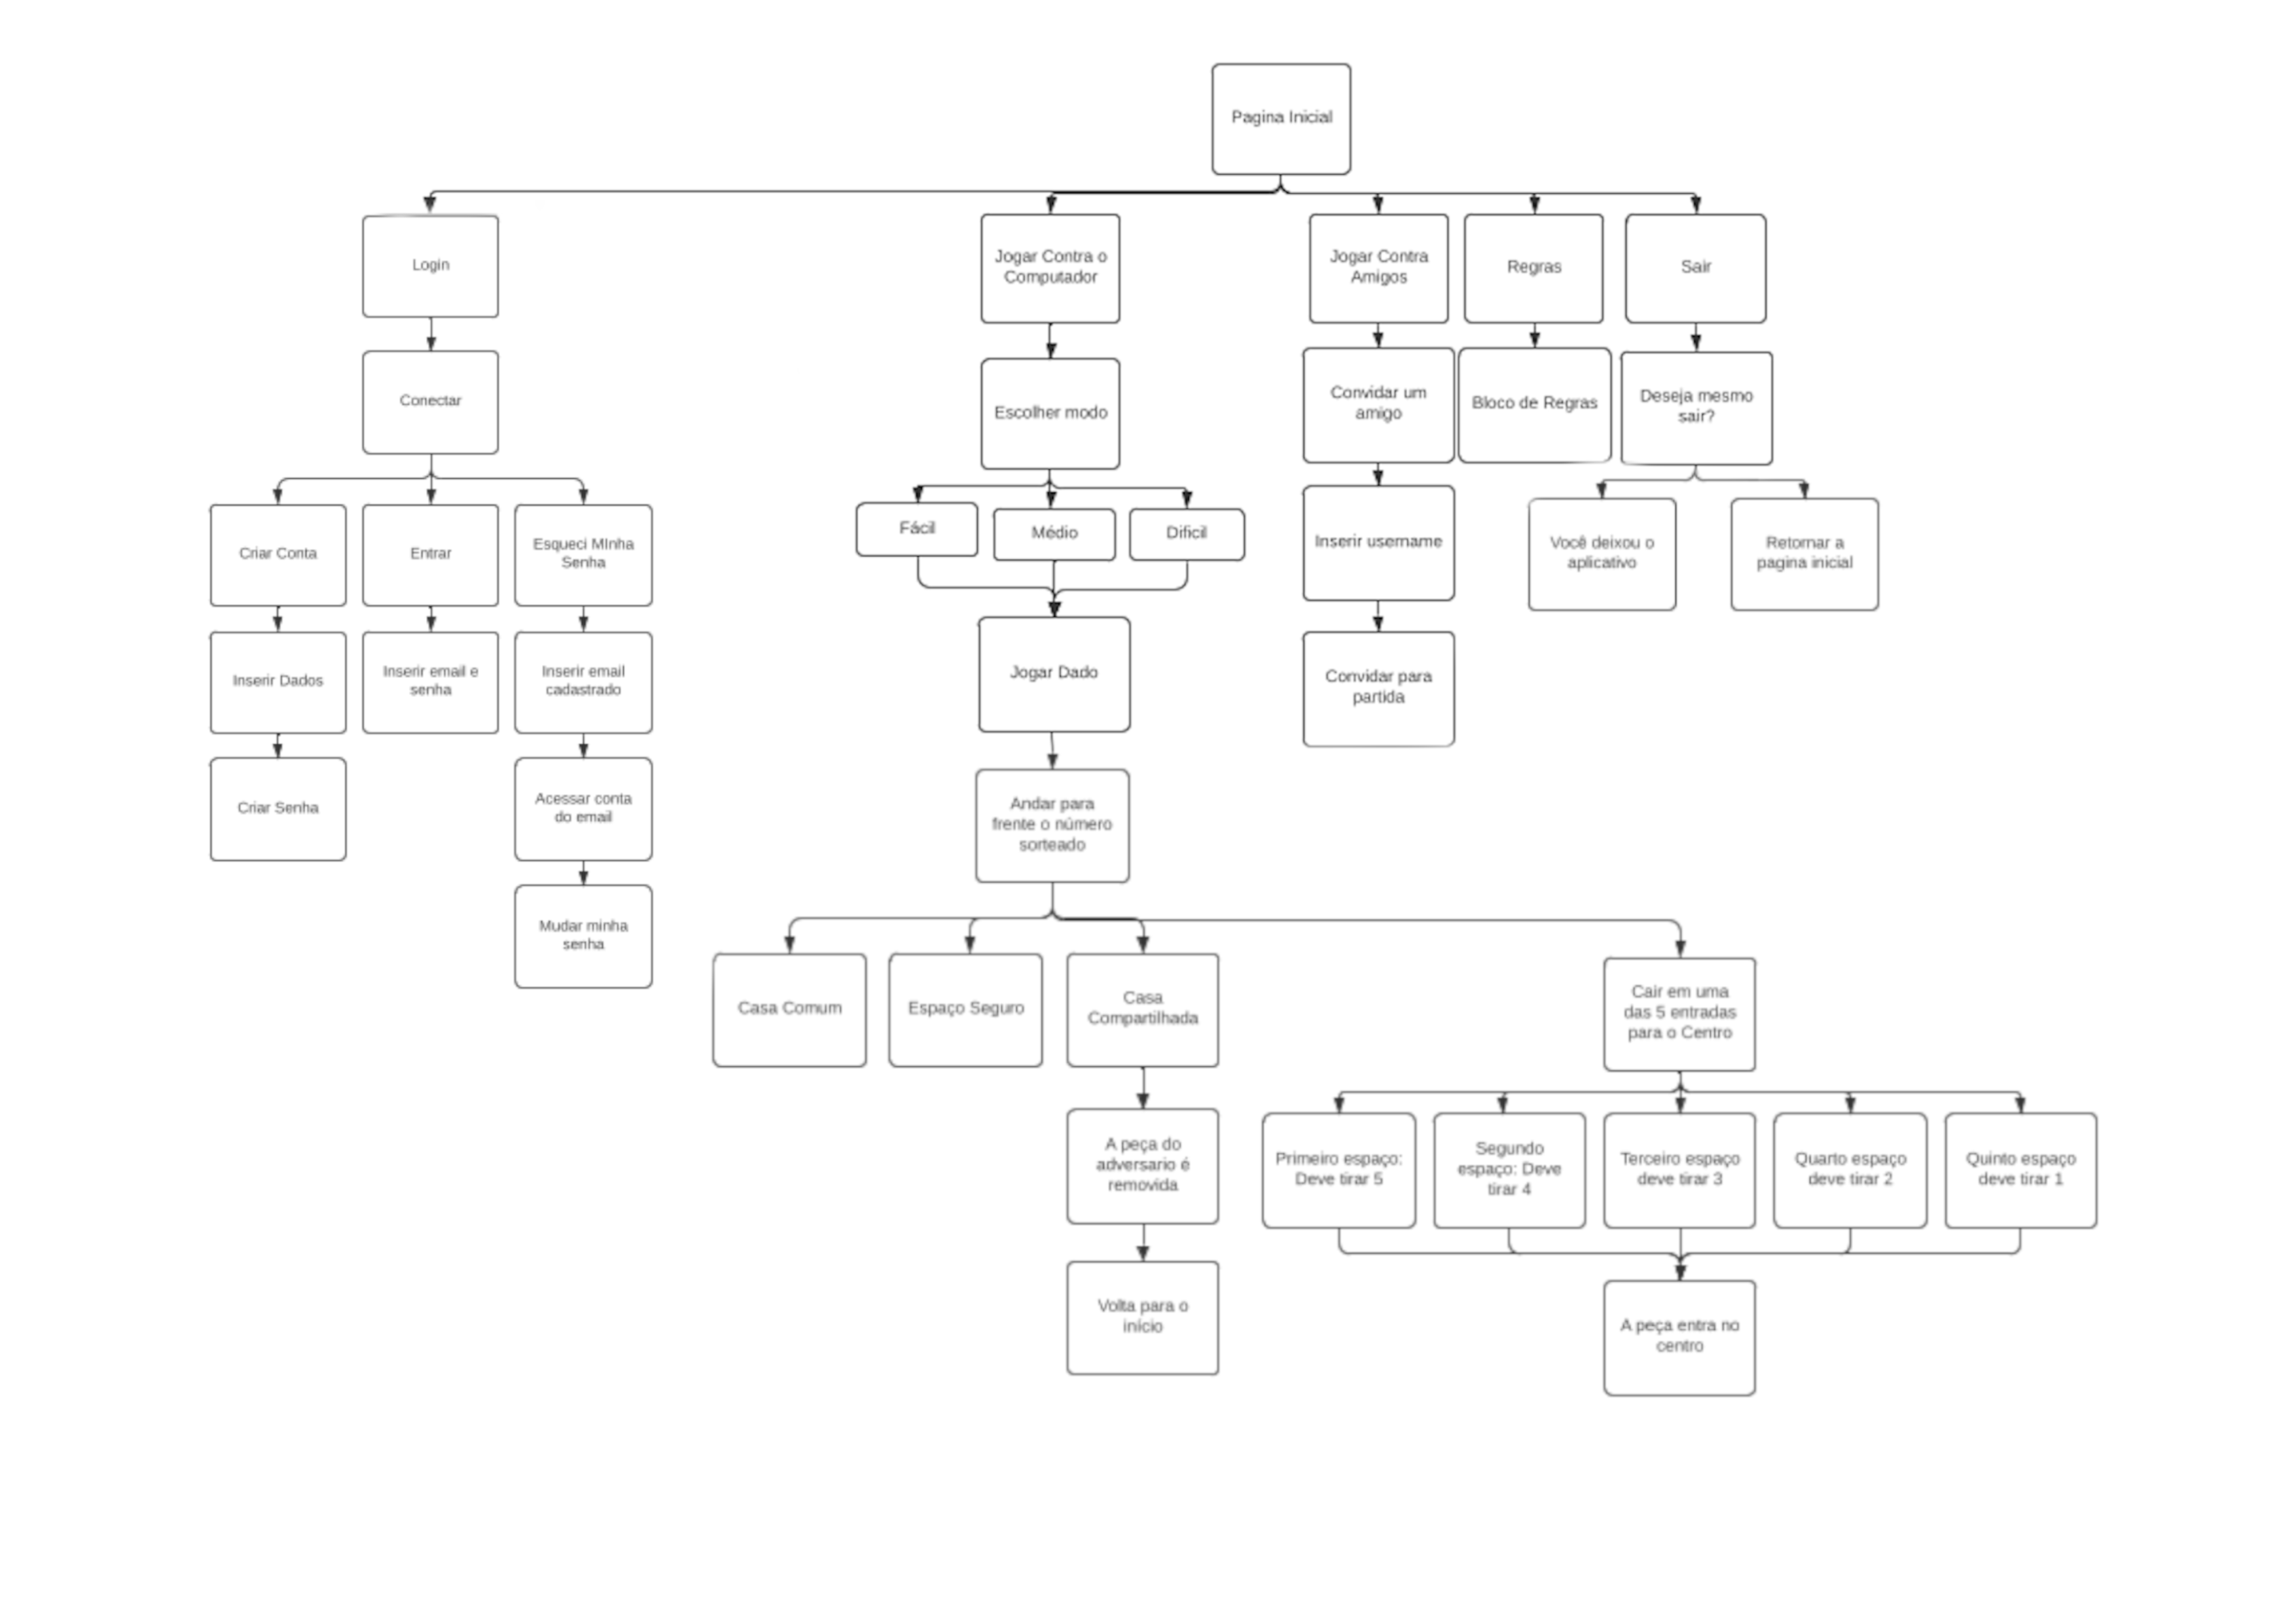 Pagina Inicial
Login
Jogar Contra o
Computador
Jogar Contra
Amigos
Regras
Sair
Conectar
Escolher modo
Convidar um
amigo
Bloco de Regras
Deseja mesmo
sair?
Criar Conta
Entrar
Esqueci MInha
Senha
Fácil
Médio
Dificil
Inserir username
Você deixou o
aplicativo
Retornar a
pagina inicial
Inserir Dados
Inserir email e
senha
Inserir email
cadastrado
Jogar Dado
Convidar para
partida
Criar Senha
Acessar conta
do email
Andar para
frente o número
sorteado
Mudar minha
senha
Casa Comum
Espaço Seguro
Casa
Compartilhada
Cair em uma
das 5 entradas
para o Centro
A peça do
adversario é
removida
Primeiro espaço:
Deve tirar 5
Segundo
espaço: Deve
tirar 4
Terceiro espaço
deve tirar 3
Quarto espaço
deve tirar 2
Quinto espaço
deve tirar 1
Volta para o
início
A peça entra no
centro